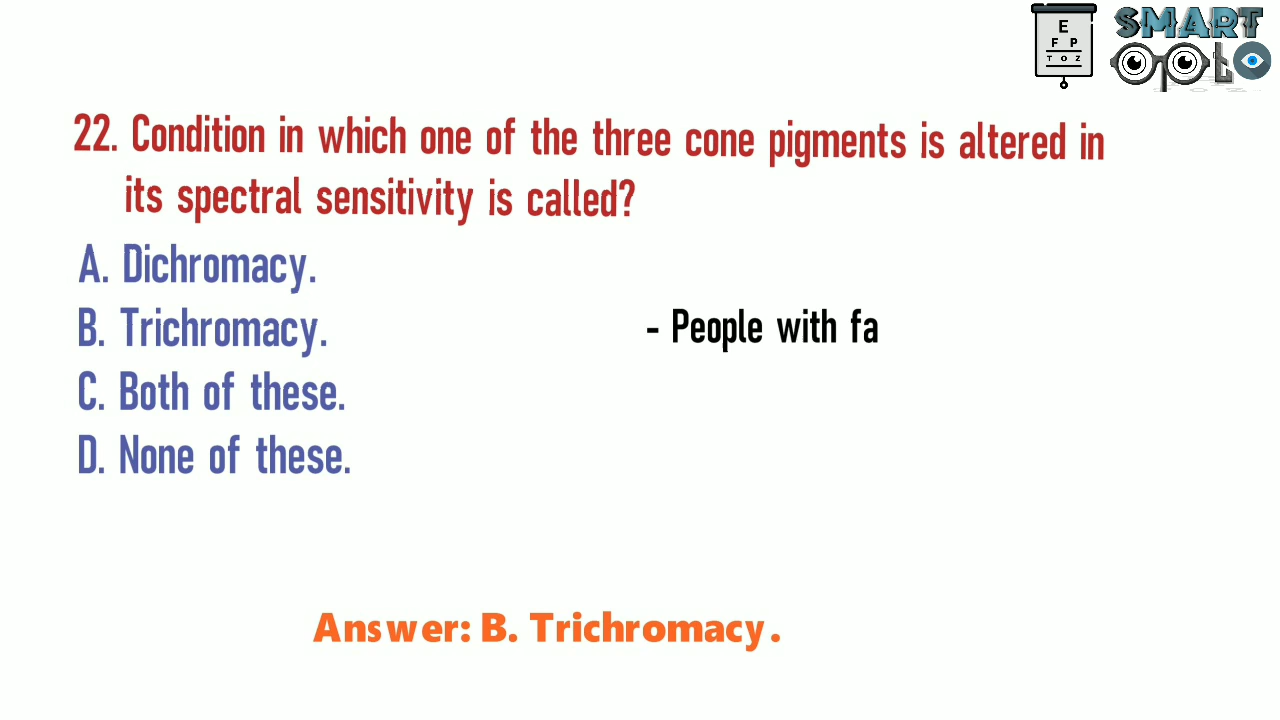 E
F P
T O Z
SMART
opto
22. Condition in which one of the three cone pigments is altered in
its spectral sensitivity is called?
A. Dichromacy.
B. Trichromacy.
- People with fa
C. Both of these.
D. None of these.
Answer: B. Trichromacy.